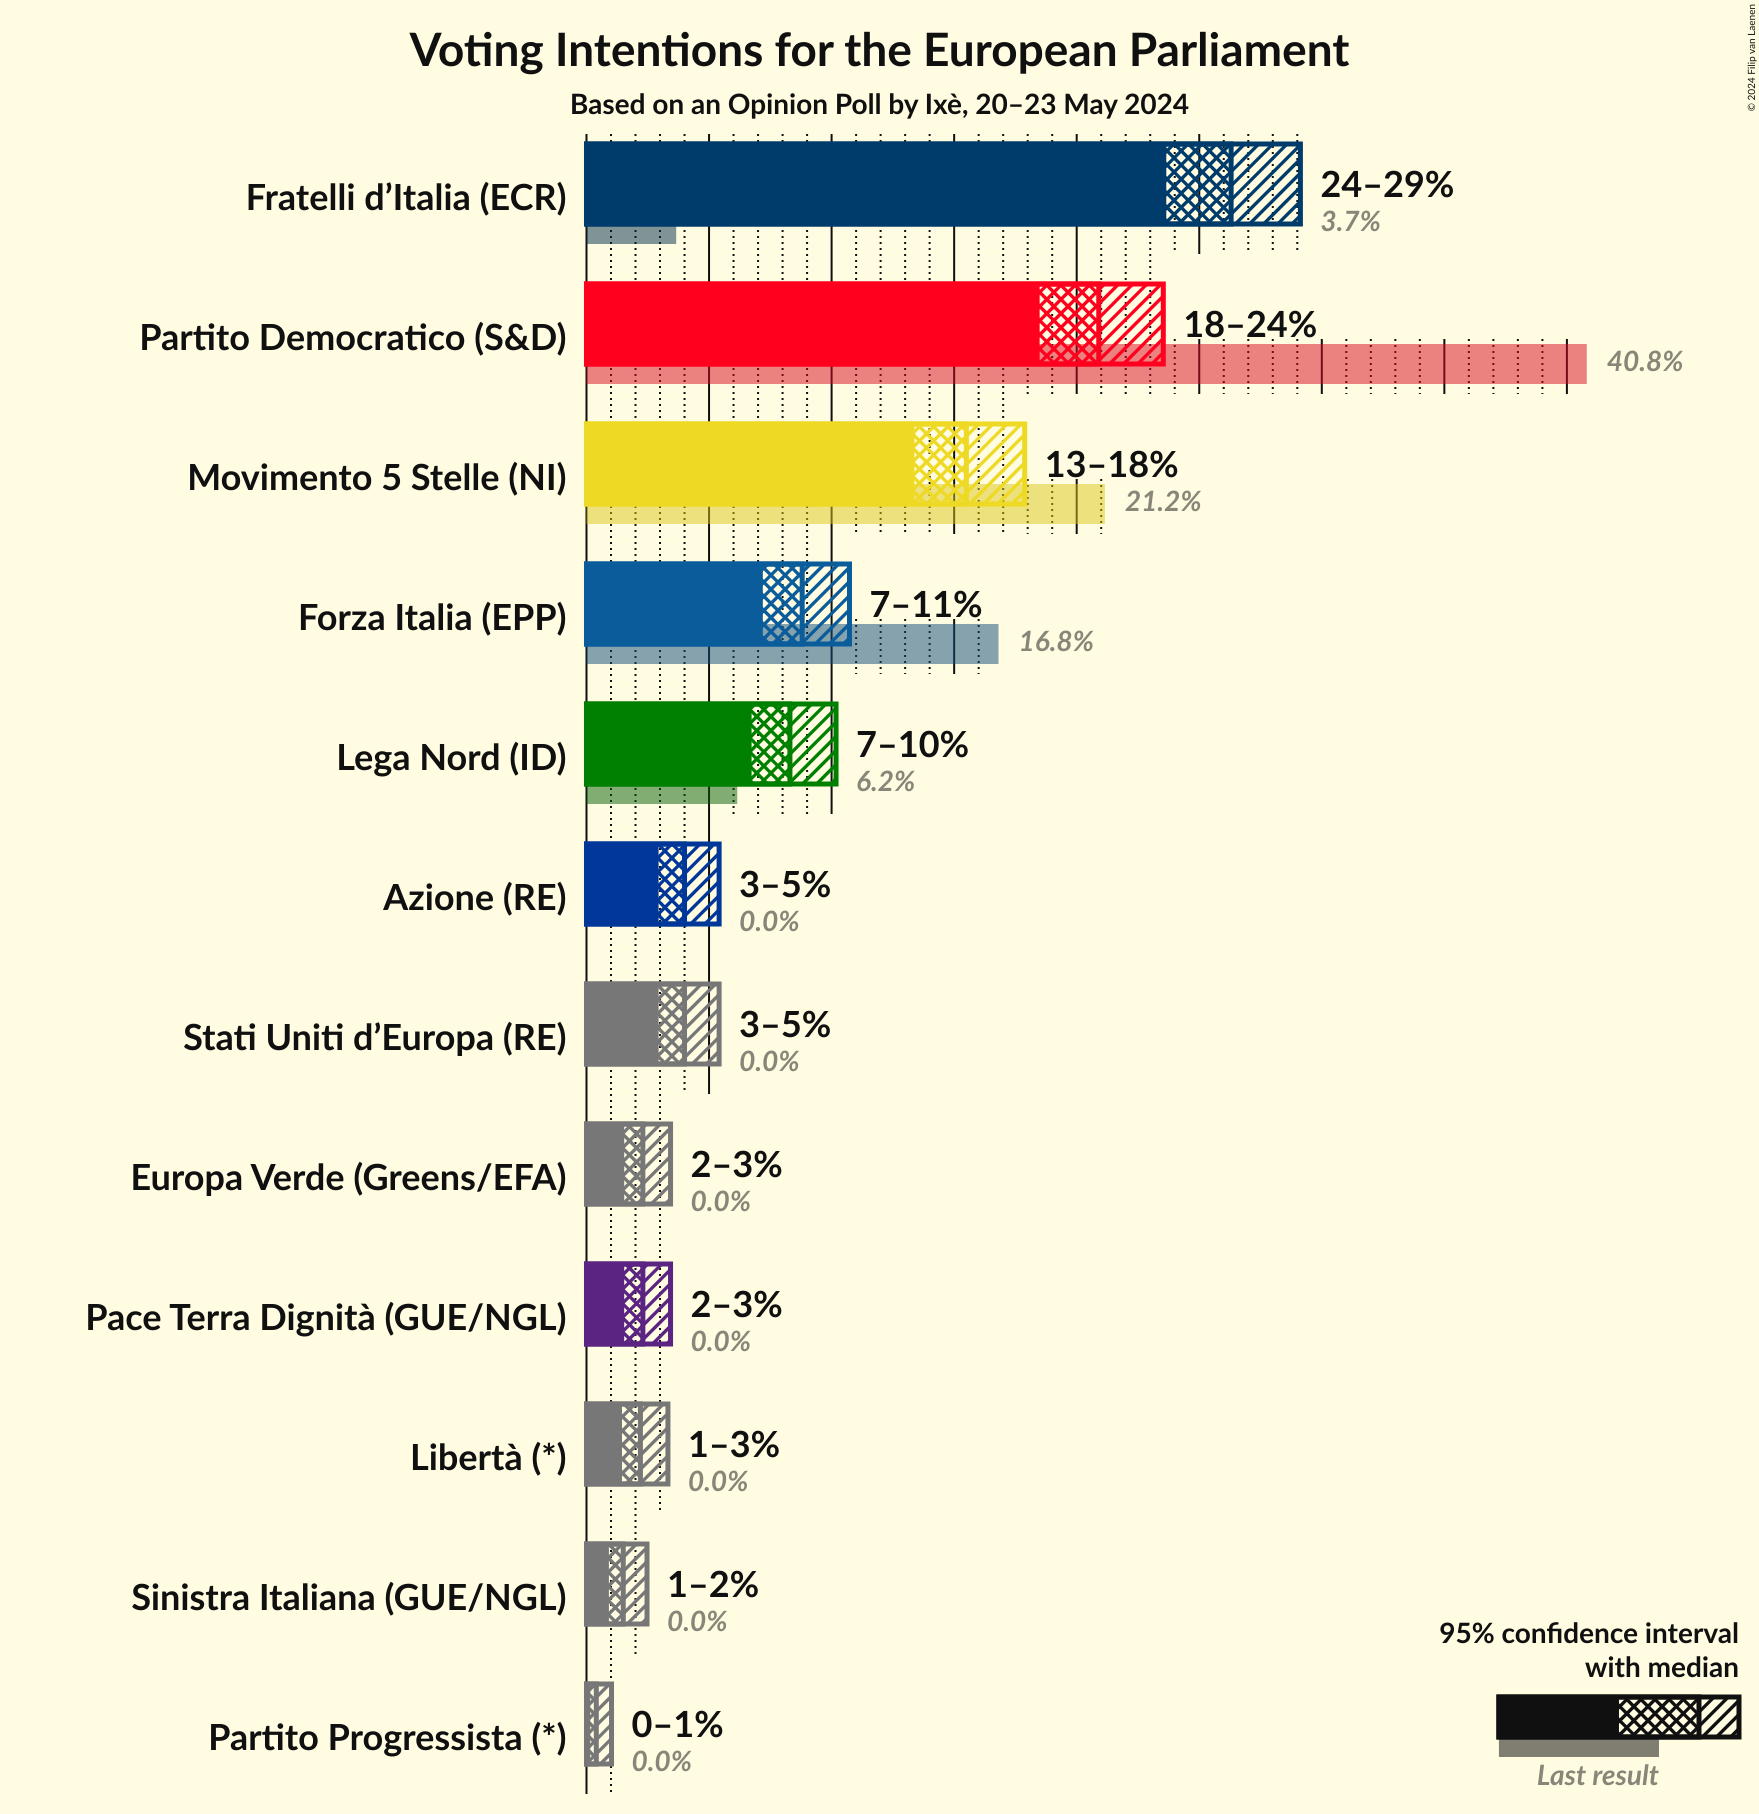 Voting Intentions for the European Parliament
Based on an Opinion Poll by Ixè, 20–23 May 2024
© 2024 Filip van Laenen
Fratelli d’Italia (ECR)
24–29%
3.7%
Partito Democratico (S&D)
18–24%
40.8%
Movimento 5 Stelle (NI)
13–18%
21.2%
Forza Italia (EPP)
7–11%
16.8%
Lega Nord (ID)
7–10%
6.2%
Azione (RE)
3–5%
0.0%
Stati Uniti d’Europa (RE)
3–5%
0.0%
Europa Verde (Greens/EFA)
2–3%
0.0%
Pace Terra Dignità (GUE/NGL)
2–3%
0.0%
Libertà (*)
1–3%
0.0%
Sinistra Italiana (GUE/NGL)
1–2%
0.0%
Partito Progressista (*)
0–1%
0.0%
95% confidence interval
with median
Last result